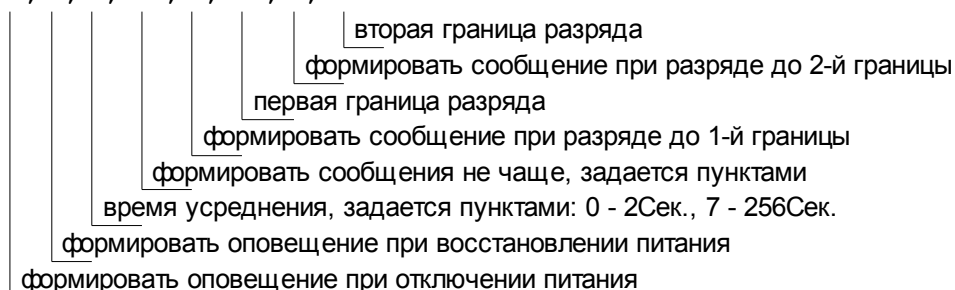 вторая граница разряда
формировать сообщение при разряде до 2-й границы
первая граница разряда
формировать сообщение при разряде до 1-й границы
формировать сообщения не чаще, задается пунктами
время усреднения, задается пунктами: 0 - 2Сек., 7 - 256Сек.
формировать оповещение при восстановлении питания
формировать оповещение при отключении питания